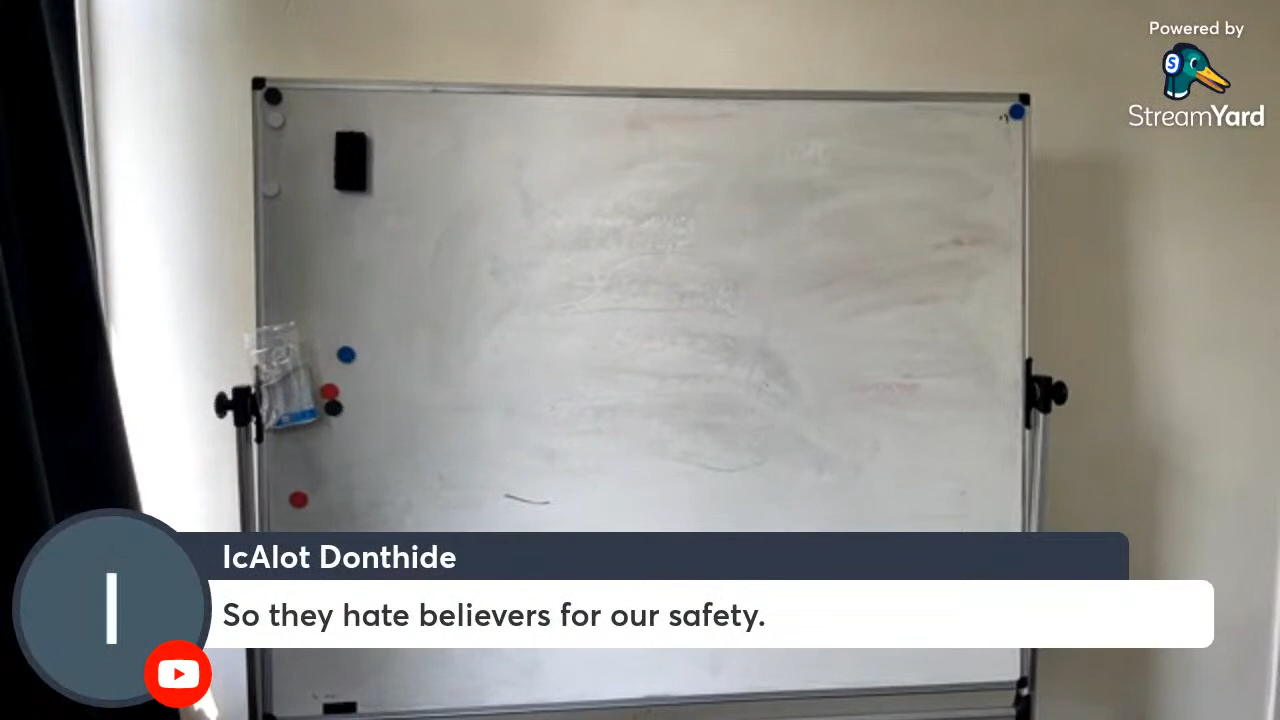 Powered by
StreamYard
IcAlot Donthide
So they hate believers for our safety.
I